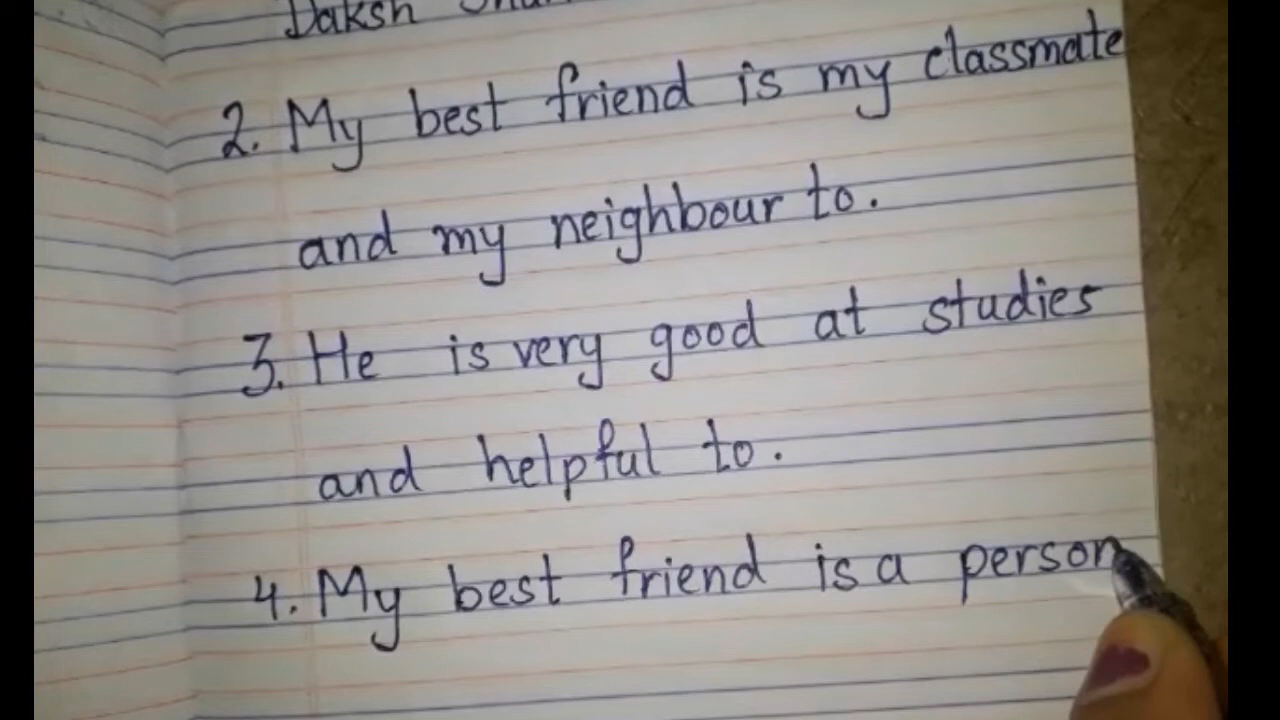 Daksh
2. My best friend is my classmate
and my neighbour to.
3. He is very good at studies
and helpful to.
4. My best friend is a person